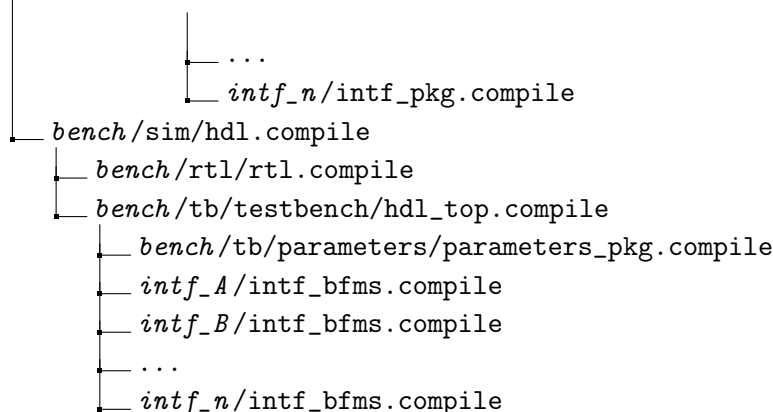 ...
intf_n/intf_pkg.compile
bench/sim/hdl.compile
bench/rtl/rtl.compile
bench/tb/testbench/hdl_top.compile
bench/tb/parameters/parameters_pkg.compile
intf_A/intf_bfms.compile
intf_B/intf_bfms.compile
...
intf_n/intf_bfms.compile